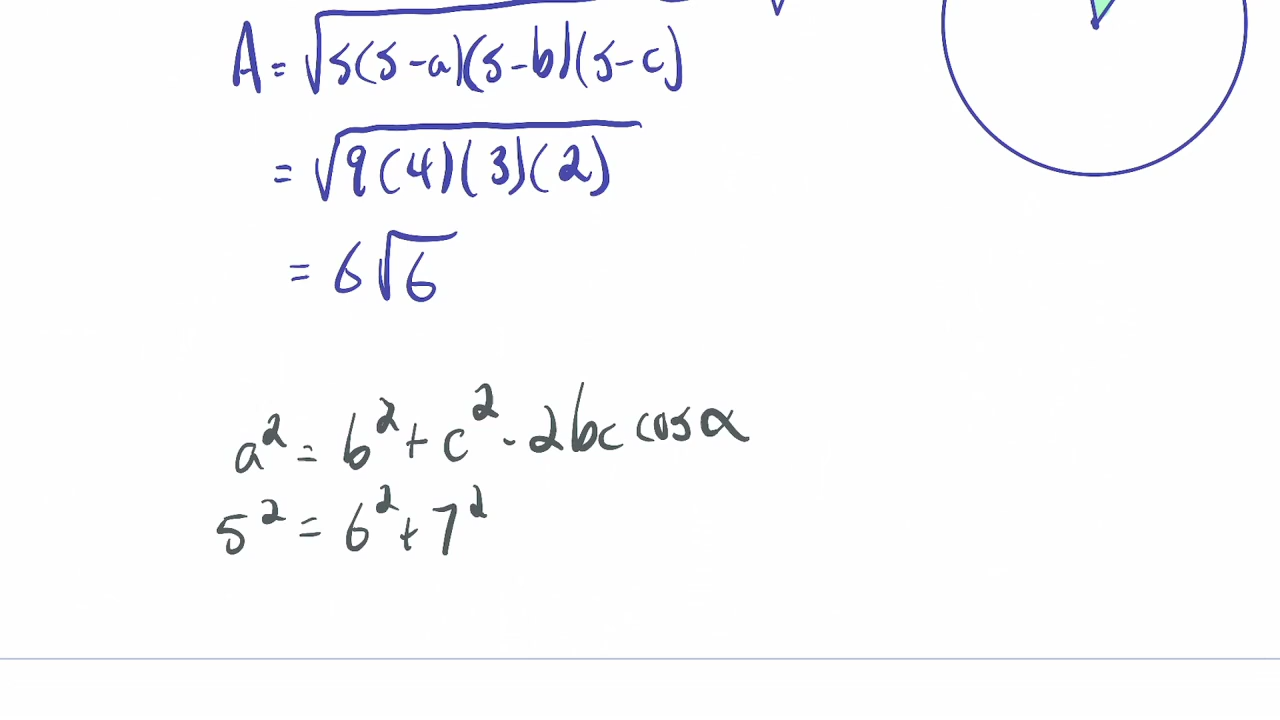 A = √s(s-a)(s-b)(s-c)
= √9(4)(3)(2)
= 6√6
a² = b² + c² - 2bc cos α
5² = 6² + 7²